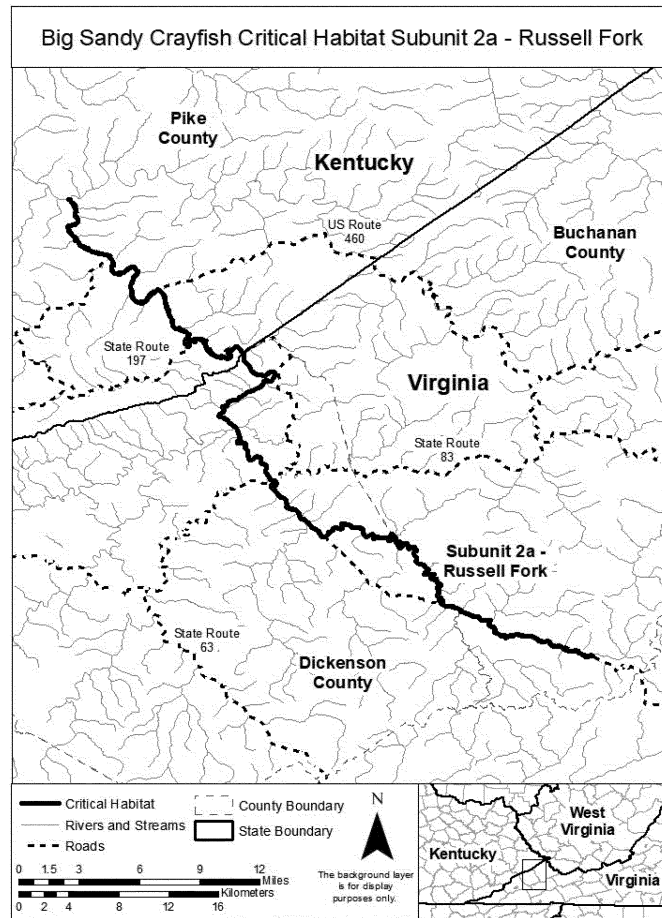 Big Sandy Crayfish Critical Habitat Subunit 2a - Russell Fork
Pike
County
Kentucky
US Route
460
Buchanan
County
State Route
197
Virginia
State Route
83
Subunit 2a -
Russell Fork
State Route
63
Dickenson
County
Critical Habitat
Rivers and Streams
Roads
County Boundary
State Boundary
0 1.5 3 6 9 12
Miles
Kilometers
0 2 4 8 12 16
N
The background layer
is for display
purposes only.
West
Virginia
Kentucky
Virginia